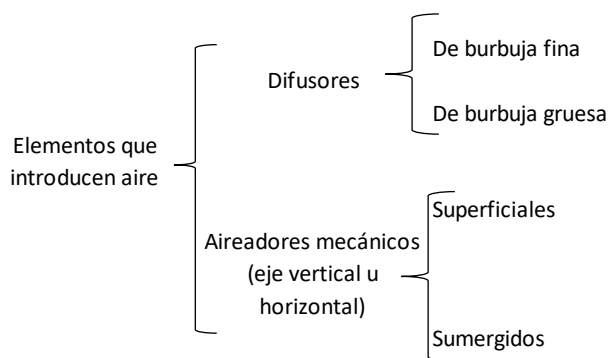 Elementos que
introducen aire
Difusores
De burbuja fina
De burbuja gruesa
Aireadores mecánicos
(eje vertical u
horizontal)
Superficiales
Sumergidos